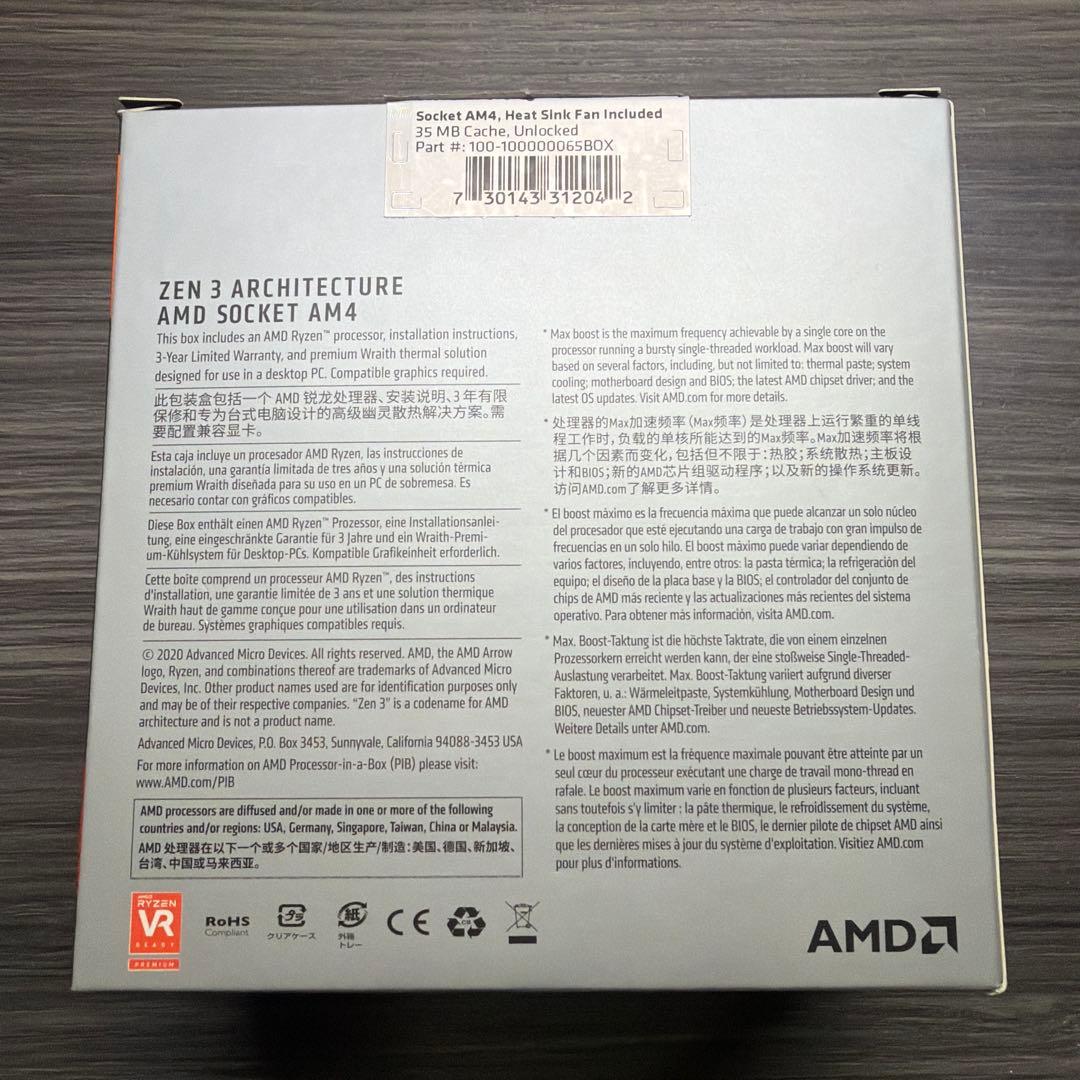 Socket AM4, Heat Sink Fan Included
35 MB Cache, Unlocked
Part #: 100-100000065BOX
7 30143 31204 2
ZEN 3 ARCHITECTURE
AMD SOCKET AM4
This box includes an AMD Ryzen™ processor, installation instructions,
3-Year Limited Warranty, and premium Wraith thermal solution
designed for use in a desktop PC. Compatible graphics required.
此包装盒包括一个 AMD 锐龙处理器、安装说明、3 年有限
保修和专为台式电脑设计的高级幽灵散热解决方案。需
要配置兼容显卡。
Esta caja incluye un procesador AMD Ryzen, las instrucciones de
instalación, una garantía limitada de tres años y una solución térmica
premium Wraith diseñada para su uso en un PC de sobremesa. Es
necesario contar con gráficos compatibles.
Diese Box enthält einen AMD Ryzen™ Prozessor, eine Installationsanlei-
tung, eine eingeschränkte Garantie für 3 Jahre und ein Wraith-Premi-
um-Kühlsystem für Desktop-PCs. Kompatible Grafikeinheit erforderlich.
Cette boîte comprend un processeur AMD Ryzen™, des instructions
d'installation, une garantie limitée de 3 ans et une solution thermique
Wraith haut de gamme conçue pour une utilisation dans un ordinateur
de bureau. Systèmes graphiques compatibles requis.
© 2020 Advanced Micro Devices. All rights reserved. AMD, the AMD Arrow
logo, Ryzen, and combinations thereof are trademarks of Advanced Micro
Devices, Inc. Other product names used are for identification purposes only
and may be of their respective companies. “Zen 3” is a codename for AMD
architecture and is not a product name.
Advanced Micro Devices, P.O. Box 3453, Sunnyvale, California 94088-3453 USA
For more information on AMD Processor-in-a-Box (PIB) please visit:
www.AMD.com/PIB
AMD processors are diffused and/or made in one or more of the following
countries and/or regions: USA, Germany, Singapore, Taiwan, China or Malaysia.
AMD 处理器在以下一个或多个国家/地区生产/制造：美国、德国、新加坡、
台湾、中国或马来西亚。
* Max boost is the maximum frequency achievable by a single core on the
processor running a bursty single-threaded workload. Max boost will vary
based on several factors, including, but not limited to: thermal paste; system
cooling; motherboard design and BIOS; the latest AMD chipset driver; and the
latest OS updates. Visit AMD.com for more details.
* 处理器的Max加速频率（Max频率）是处理器上运行繁重的单线
程工作时，负载的单核所能达到的Max频率。Max加速频率将根
据几个因素而变化，包括但不限于：热胶；系统散热；主板设
计和BIOS；新的AMD芯片组驱动程序；以及新的操作系统更新。
访问AMD.com了解更多详情。
* El boost máximo es la frecuencia máxima que puede alcanzar un solo núcleo
del procesador que esté ejecutando una carga de trabajo con gran impulso de
frecuencias en un solo hilo. El boost máximo puede variar dependiendo de
varios factores, incluyendo, entre otros: la pasta térmica; la refrigeración del
equipo; el diseño de la placa base y la BIOS; el controlador del conjunto de
chips de AMD más reciente y las actualizaciones más recientes del sistema
operativo. Para obtener más información, visita AMD.com.
* Max. Boost-Taktung ist die höchste Taktrate, die von einem einzelnen
Prozessorkern erreicht werden kann, der eine stoßweise Single-Threaded-
Auslastung verarbeitet. Max. Boost-Taktung variiert aufgrund diverser
Faktoren, u. a.: Wärmeleitpaste, Systemkühlung, Motherboard Design und
BIOS, neuester AMD Chipset-Treiber und neueste Betriebssystem-Updates.
Weitere Details unter AMD.com.
* Le boost maximum est la fréquence maximale pouvant être atteinte par un
seul cœur du processeur exécutant une charge de travail mono-thread en
rafale. Le boost maximum varie en fonction de plusieurs facteurs, incluant
sans toutefois s'y limiter : la pâte thermique, le refroidissement du système,
la conception de la carte mère et le BIOS, le dernier pilote de chipset AMD ainsi
que les dernières mises à jour du système d'exploitation. Visitiez AMD.com
pour plus d'informations.
AMD
RYZEN
VR
READY
PREMIUM
RoHS
Compliant
プラ
クリアケース
紙
外箱
トレー
CE
CM
AMD